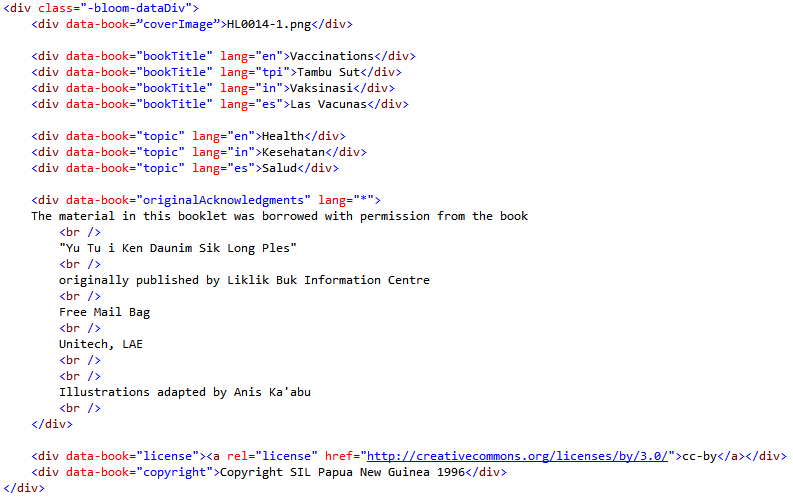 <div class="-bloom-dataDiv">
<div data-book=”coverImage”>HL0014-1.png</div>
<div data-book="bookTitle" lang="en">Vaccinations</div>
<div data-book="bookTitle" lang="tpi">Tambu Sut</div>
<div data-book="bookTitle" lang="in">Vaksinasi</div>
<div data-book="bookTitle" lang="es">Las Vacunas</div>
<div data-book="topic" lang="en">Health</div>
<div data-book="topic" lang="in">Kesehatan</div>
<div data-book="topic" lang="es">Salud</div>
<div data-book="originalAcknowledgments" lang="*">
The material in this booklet was borrowed with permission from the book
<br />
"Yu Tu i Ken Daunim Sik Long Ples"
<br />
originally published by Liklik Buk Information Centre
<br />
Free Mail Bag
<br />
Unitech, LAE
<br />
<br />
Illustrations adapted by Anis Ka'abu
<br />
</div>
<div data-book="license"><a rel="license" href="http://creativecommons.org/licenses/by/3.0/">cc-by</a></div>
<div data-book="copyright">Copyright SIL Papua New Guinea 1996</div>
</div>